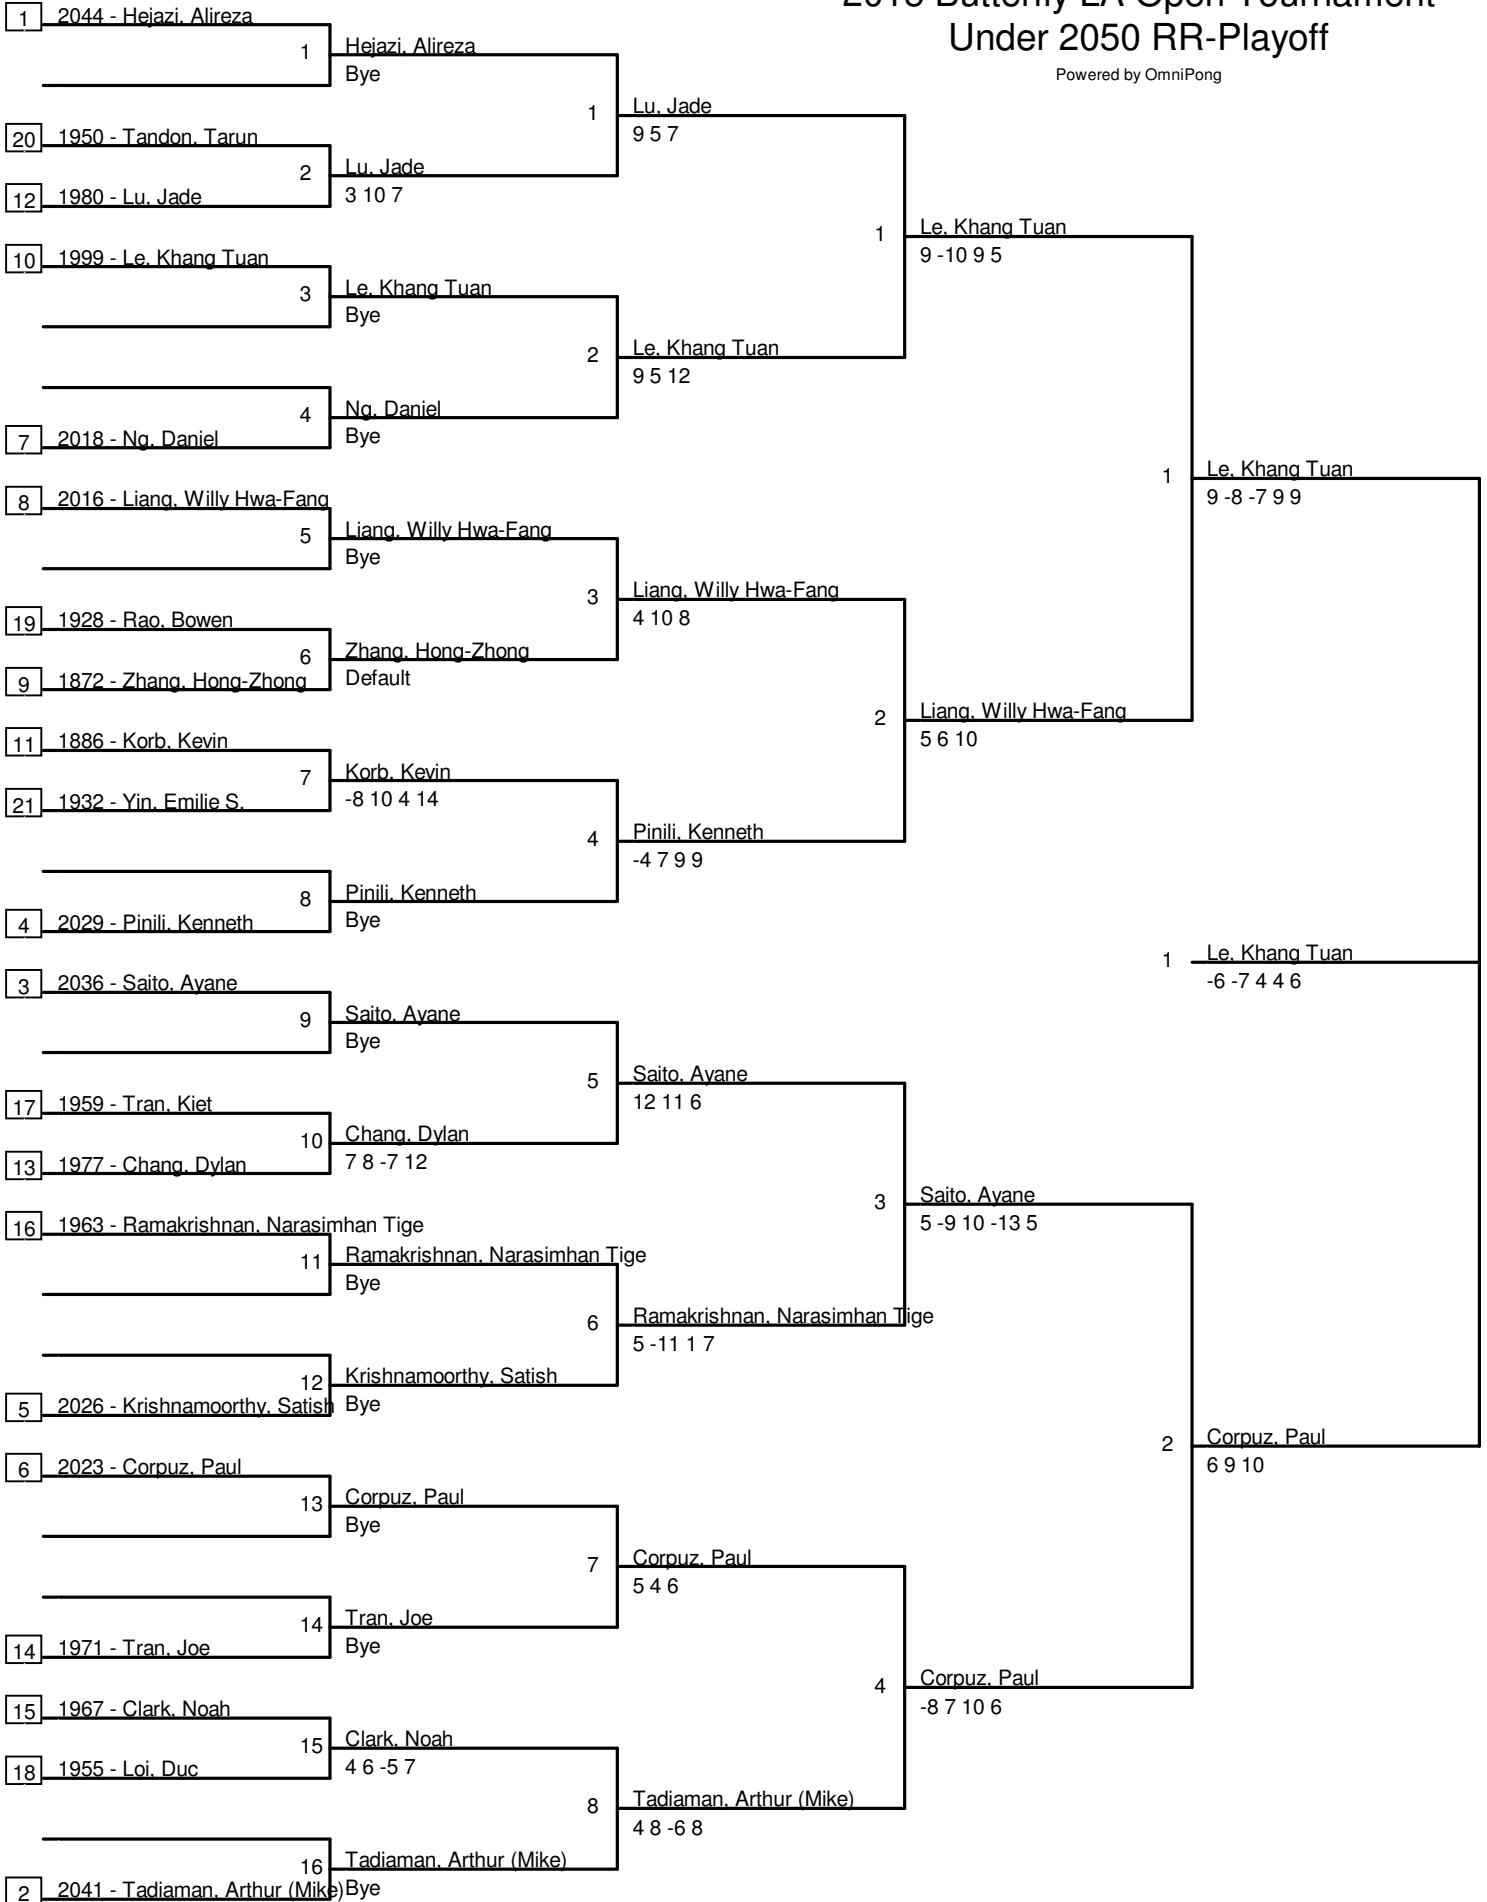 2018 Butterfly LA Open Tournament
Under 2050 RR-Playoff
Powered by OmniPong
1 2044 - Hejazi, Alireza
1 Hejazi, Alireza
Bye
1 Lu, Jade
9 5 7
20 1950 - Tandon, Tarun
2 Lu, Jade
3 10 7
12 1980 - Lu, Jade
1 Le, Khang Tuan
9 -10 9 5
10 1999 - Le, Khang Tuan
3 Le, Khang Tuan
Bye
2 Le, Khang Tuan
9 5 12
4 Ng, Daniel
Bye
7 2018 - Ng, Daniel
1 Le, Khang Tuan
9 -8 -7 9 9
8 2016 - Liang, Willy Hwa-Fang
5 Liang, Willy Hwa-Fang
Bye
3 Liang, Willy Hwa-Fang
4 10 8
19 1928 - Rao, Bowen
6 Zhang, Hong-Zhong
Default
9 1872 - Zhang, Hong-Zhong
2 Liang, Willy Hwa-Fang
5 6 10
11 1886 - Korb, Kevin
7 Korb, Kevin
-8 10 4 14
21 1932 - Yin, Emilie S.
4 Pinili, Kenneth
-4 7 9 9
8 Pinili, Kenneth
Bye
4 2029 - Pinili, Kenneth
1 Le, Khang Tuan
-6 -7 4 4 6
3 2036 - Saito, Ayane
9 Saito, Ayane
Bye
5 Saito, Ayane
12 11 6
17 1959 - Tran, Kiet
10 Chang, Dylan
7 8 -7 12
13 1977 - Chang, Dylan
3 Saito, Ayane
5 -9 10 -13 5
16 1963 - Ramakrishnan, Narasimhan Tige
11 Ramakrishnan, Narasimhan Tige
Bye
6 Ramakrishnan, Narasimhan Tige
5 -11 1 7
12 Krishnamoorthy, Satish
Bye
5 2026 - Krishnamoorthy, Satish
2 Corpuz, Paul
6 9 10
6 2023 - Corpuz, Paul
13 Corpuz, Paul
Bye
7 Corpuz, Paul
5 4 6
14 Tran, Joe
Bye
14 1971 - Tran, Joe
4 Corpuz, Paul
-8 7 10 6
15 1967 - Clark, Noah
15 Clark, Noah
4 6 -5 7
18 1955 - Loi, Duc
8 Tadiaman, Arthur (Mike)
4 8 -6 8
16 Tadiaman, Arthur (Mike)
Bye
2 2041 - Tadiaman, Arthur (Mike)